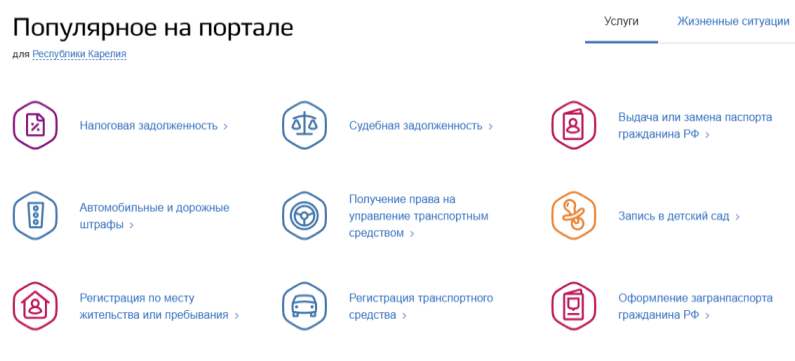 Популярное на портале
Услуги
Жизненные ситуации
для Республики Карелия
Налоговая задолженность
Судебная задолженность
Выдача или замена паспорта
гражданина РФ
Автомобильные и дорожные
штрафы
Получение права на
управление транспортным
средством
Запись в детский сад
Регистрация по месту
жительства или пребывания
Регистрация транспортного
средства
Оформление загранпаспорта
гражданина РФ